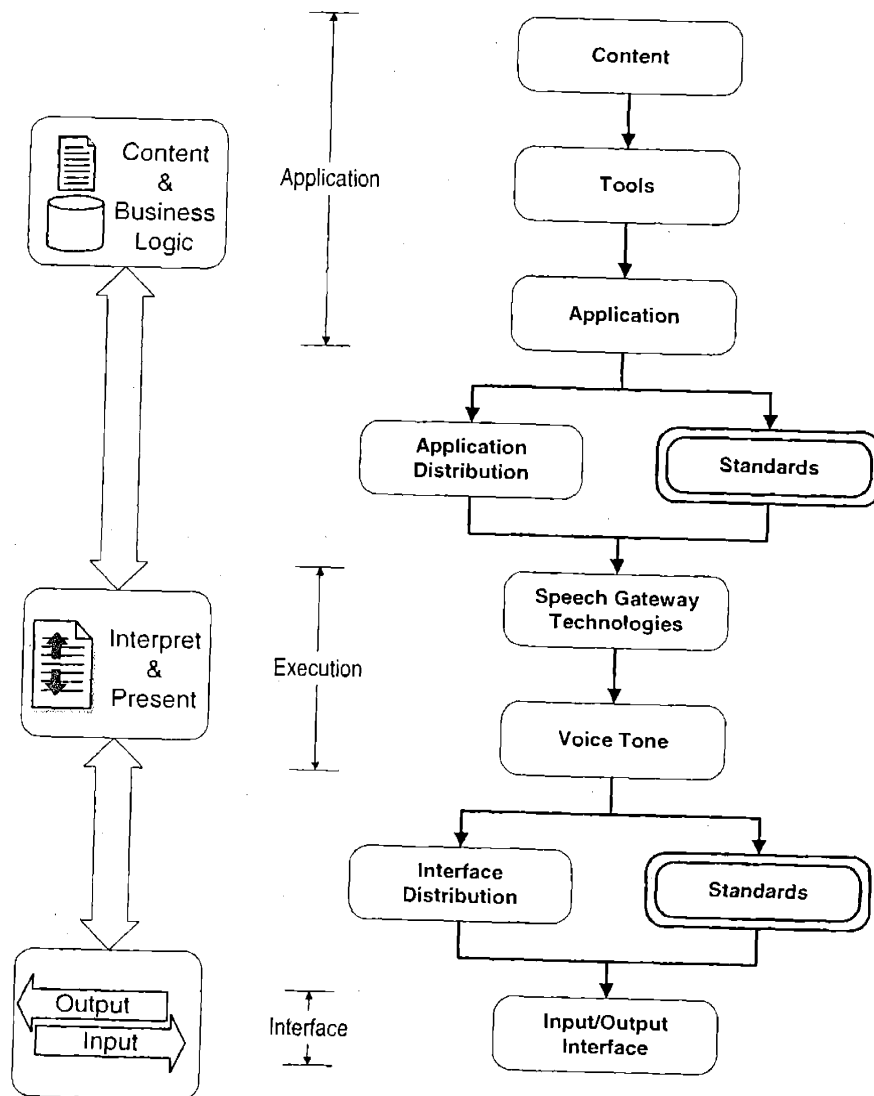 Content
&
Business
Logic
Interpret
&
Present
Output
Input
Application
Execution
Interface
Content
Tools
Application
Application
Distribution
Standards
Speech Gateway
Technologies
Voice Tone
Interface
Distribution
Standards
Input/Output
Interface